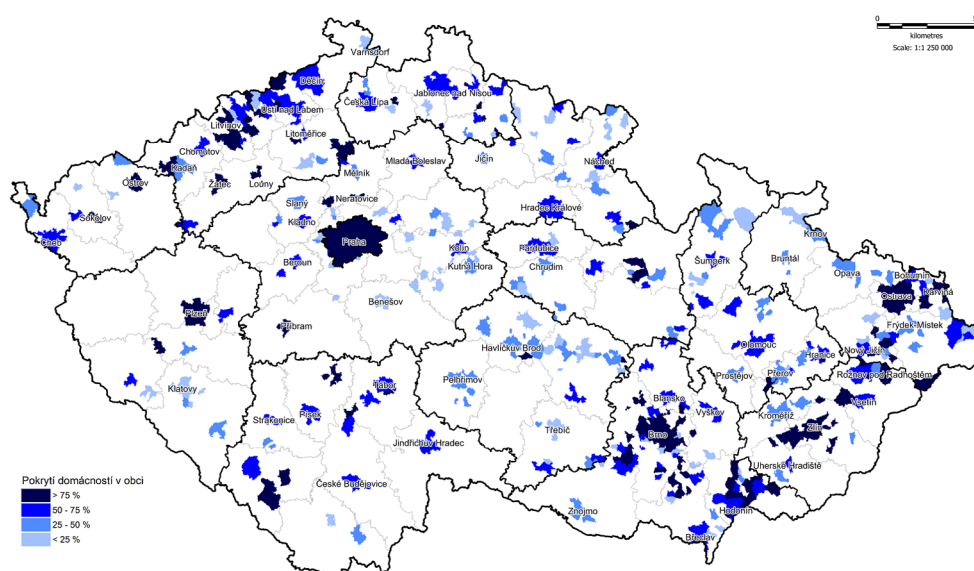 0
5
kilometres
Scale: 1:1 250 000
Varnsdorf
Děčín
Česká Lípa
Jablonec nad Nisou
Ústí nad Labem
Litvínov
Litoměřice
Chomutov
Mladá Boleslav
Jičín
Náchod
Kadaň
Mělník
Ostrov
Žatec
Louny
Neratovice
Slaný
Hradec Králové
Sokolov
Kladno
Cheb
Praha
Kolín
Pardubice
Šumperk
Bruntál
Krnov
Beroun
Kutná Hora
Chrudim
Opava
Bohumín
Ostrava
Karviná
Benešov
Plzeň
Příbram
Frýdek-Místek
Havlíčkův Brod
Olomouc
Hranice
Nový Jičín
Prostějov
Přerov
Rožnov pod Radhoštěm
Klatovy
Tábor
Pelhřimov
Blansko
Vyškov
Kroměříž
Vsetín
Strakonice
Písek
Třebíč
Brno
Zlín
Jindřichův Hradec
Uherské Hradiště
České Budějovice
Znojmo
Hodonín
Břeclav
Pokrytí domácností v obci
> 75 %
50 - 75 %
25 - 50 %
< 25 %